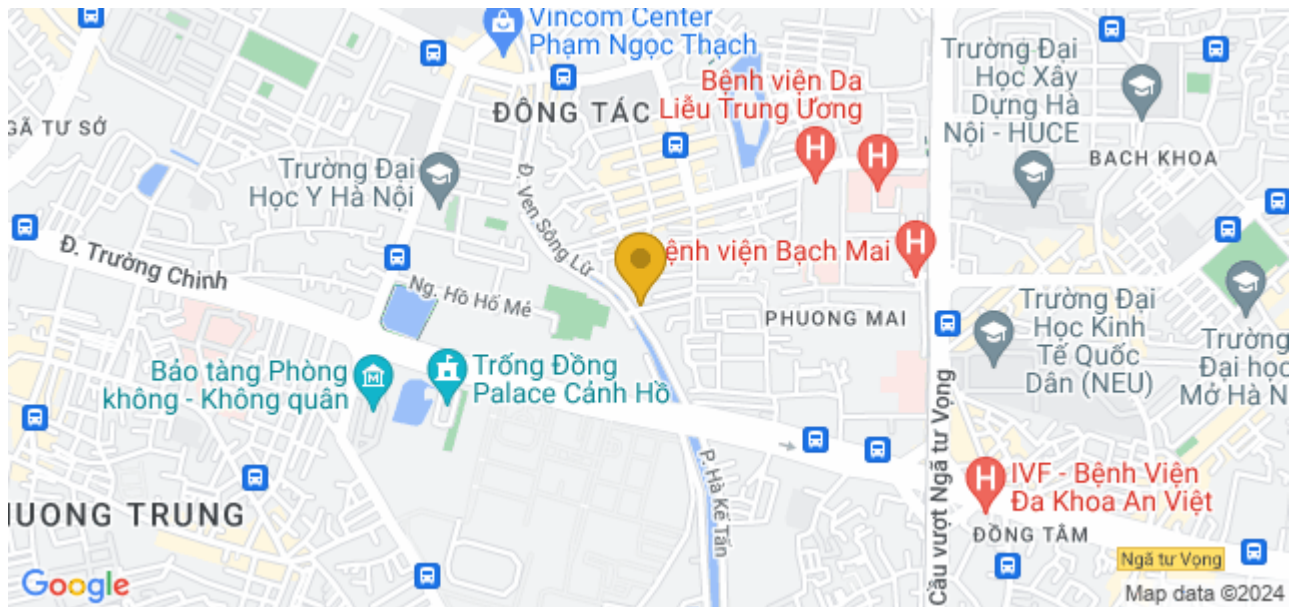 Vincom Center
Phạm Ngọc Thạch
Trường Đại
Học Xây
Dựng Hà
Nội - HUCE
Bệnh viện Da
Liễu Trung Ương
ĐÔNG TÁC
GÃ TƯ SỞ
BACH KHOA
Trường Đại
Học Y Hà Nội
Đ. Ven Sông Lừ
ệnh viện Bạch Mai
Đ. Trường Chinh
Ng. Hồ Hố Mẻ
PHUONG MAI
Trường Đại
Học Kinh
Tế Quốc
Dân (NEU)
Trường
Đại học
Mở Hà N
Bảo tàng Phòng
không - Không quân
Trống Đồng
Palace Cảnh Hồ
Cầu vượt Ngã tư Vọng
P. Hà Kế Tấn
IVF - Bệnh Viện
Đa Khoa An Việt
HUONG TRUNG
ĐỒNG TÂM
Ngã tư Vọng
Google
Map data ©2024